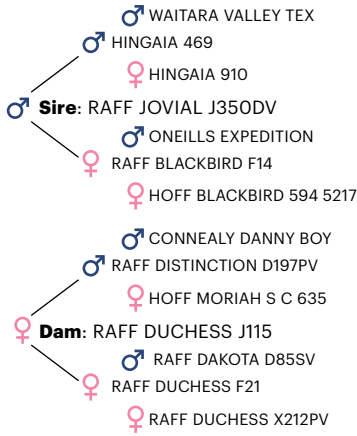 WAITARA VALLEY TEX
HINGAIA 469
HINGAIA 910
Sire: RAFF JOVIAL J350DV
ONEILLS EXPEDITION
RAFF BLACKBIRD F14
HOFF BLACKBIRD 594 5217
CONNEALY DANNY BOY
RAFF DISTINCTION D197PV
HOFF MORIAH S C 635
Dam: RAFF DUCHESS J115
RAFF DAKOTA D85SV
RAFF DUCHESS F21
RAFF DUCHESS X212PV